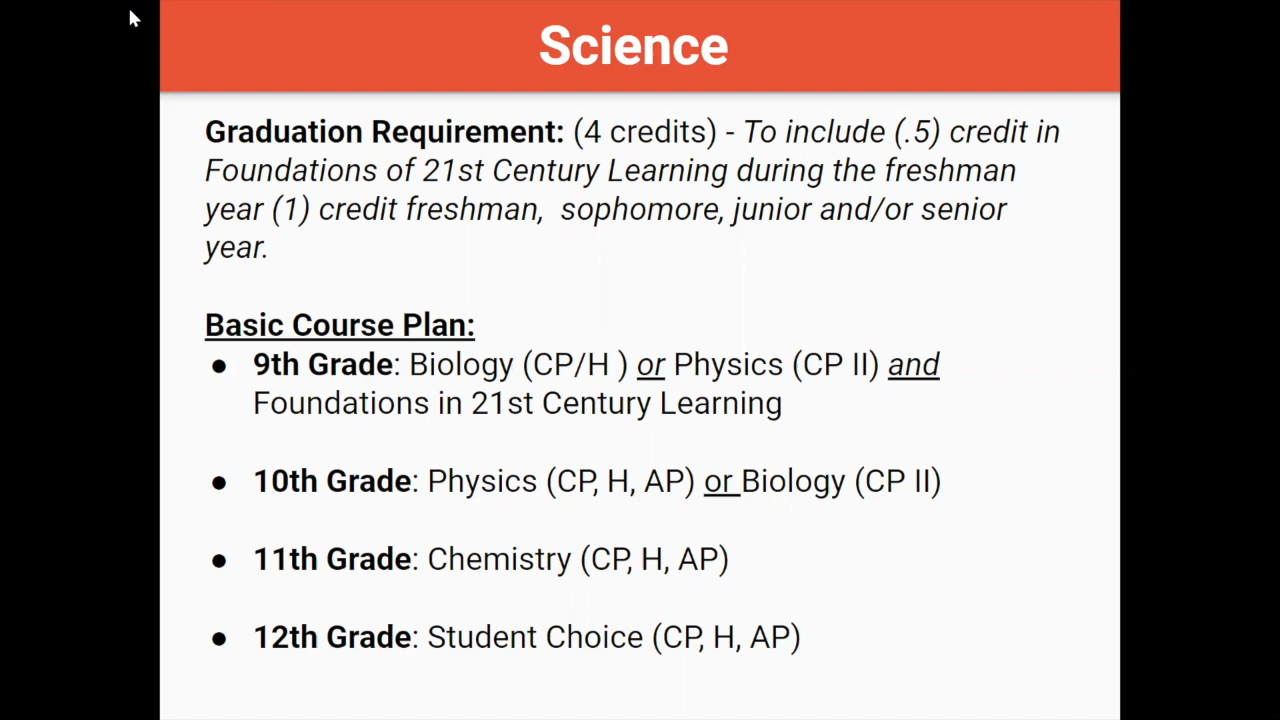 Science
Graduation Requirement: (4 credits) - To include (.5) credit in
Foundations of 21st Century Learning during the freshman
year (1) credit freshman,  sophomore, junior and/or senior
year.
Basic Course Plan:
● 9th Grade: Biology (CP/H ) or Physics (CP II) and
Foundations in 21st Century Learning
● 10th Grade: Physics (CP, H, AP) or Biology (CP II)
● 11th Grade: Chemistry (CP, H, AP)
● 12th Grade: Student Choice (CP, H, AP)